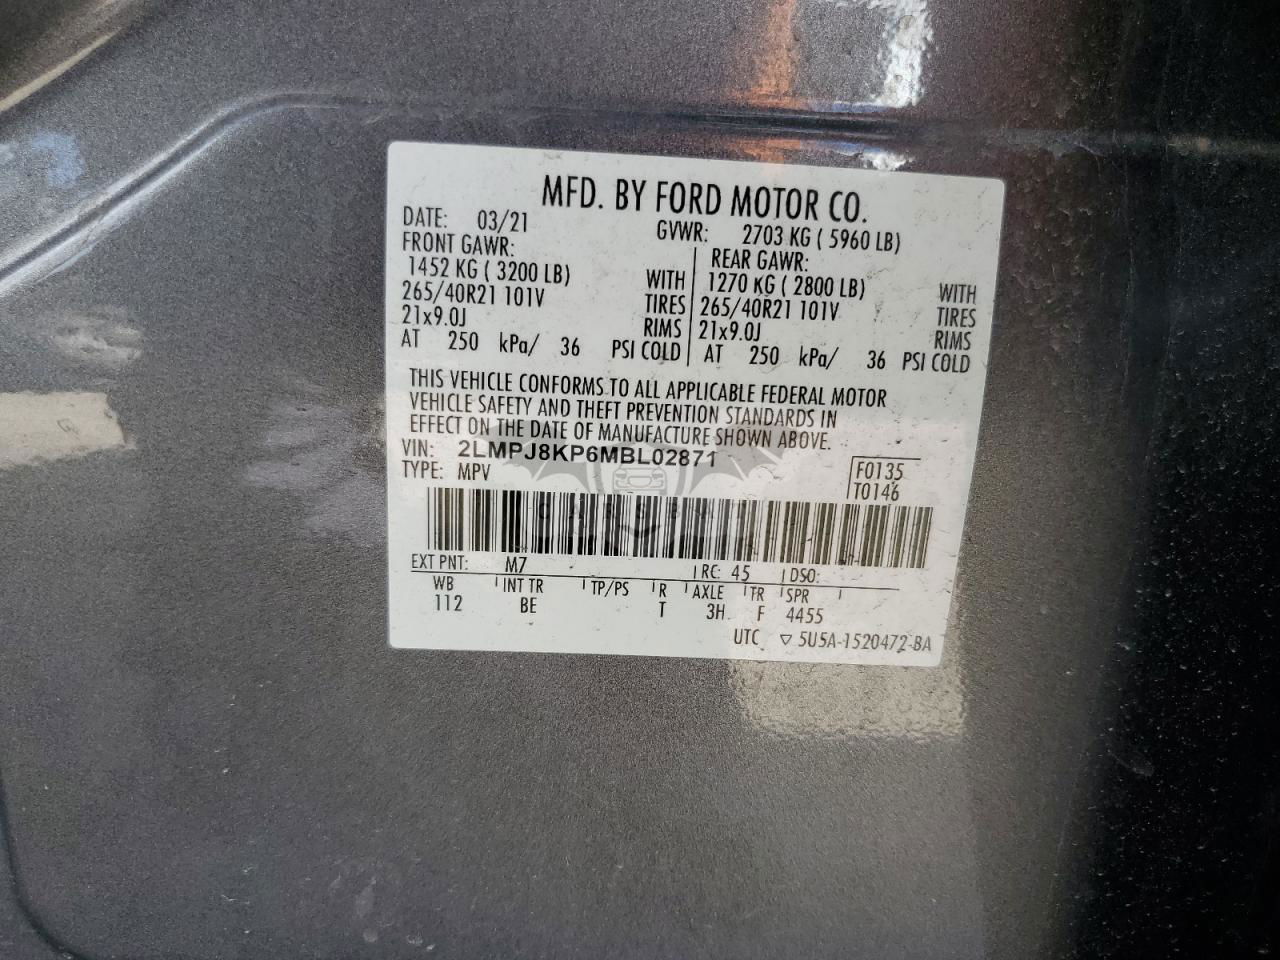 MFD. BY FORD MOTOR CO.
DATE: 03/21 GVWR: 2703 KG ( 5960 LB)
FRONT GAWR: REAR GAWR:
1452 KG ( 3200 LB) WITH 1270 KG ( 2800 LB) WITH
265/40R21 101V TIRES 265/40R21 101V TIRES
21x9.0J RIMS 21x9.0J RIMS
AT 250 kPa/ 36 PSI COLD AT 250 kPa/ 36 PSI COLD
THIS VEHICLE CONFORMS TO ALL APPLICABLE FEDERAL MOTOR
VEHICLE SAFETY AND THEFT PREVENTION STANDARDS IN
EFFECT ON THE DATE OF MANUFACTURE SHOWN ABOVE.
VIN: 2LMPJ8KP6MBL02871
TYPE: MPV
F0135
T0146
CARSBAT
EXT PNT: M7 RC: 45 DSO:
WB INT TR TP/PS R AXLE TR SPR
112 BE T 3H F 4455
UTC ▽ 5U5A-1520472-BA